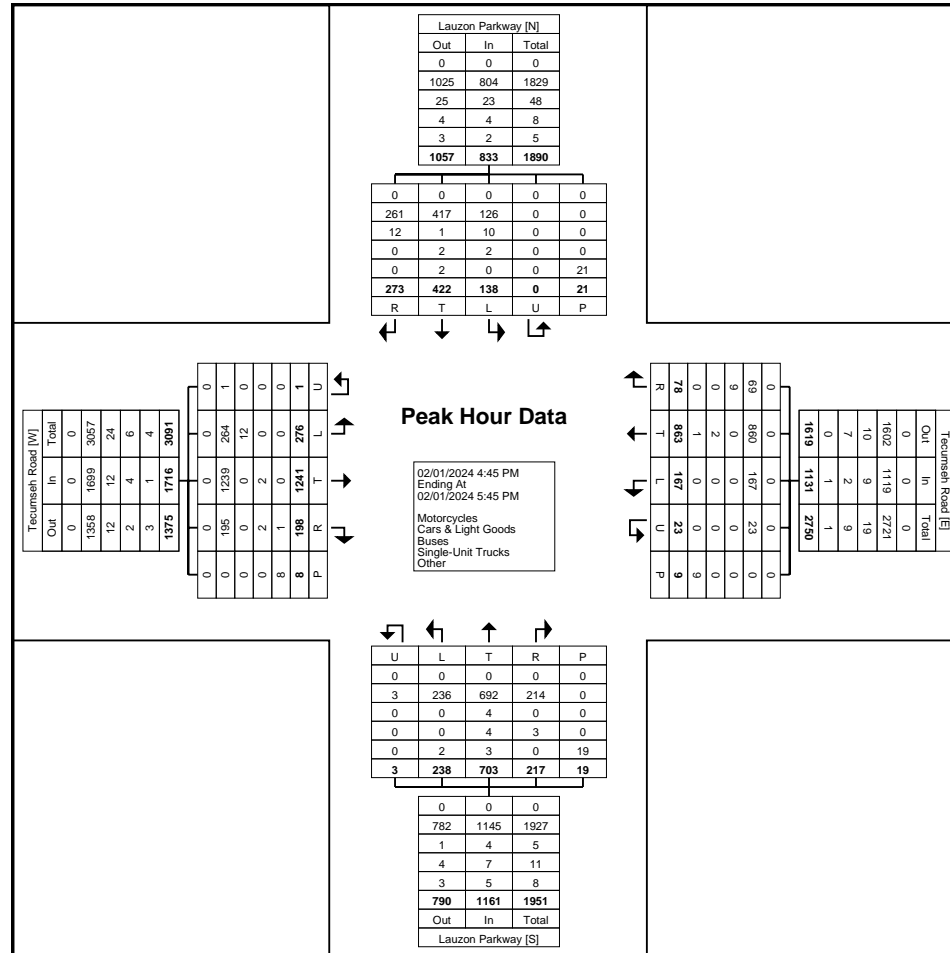 Lauzon Parkway [N]
Out In Total
0 0 0
1025 804 1829
25 23 48
4 4 8
3 2 5
1057 833 1890
0 0 0 0 0
261 417 126 0 0
12 1 10 0 0
0 2 2 0 0
0 2 0 0 21
273 422 138 0 21
R T L U P
Tecumseh Road [W]
Total 0 3057 24 6 4 3091
In 0 1699 12 4 1 1716
Out 0 1358 12 2 3 1375
0 1 0 0 0 1 U
0 264 12 0 0 276 L
0 1239 0 2 0 1241 T
0 195 0 2 1 198 R
0 0 0 0 8 8 P
Peak Hour Data
02/01/2024 4:45 PM
Ending At
02/01/2024 5:45 PM
Motorcycles
Cars & Light Goods
Buses
Single-Unit Trucks
Other
R 78 0 0 9 69 0
T 863 1 2 0 860 0
L 167 0 0 0 167 0
U 23 0 0 0 23 0
P 9 9 0 0 0 0
1619 0 7 10 1602 0 Out
1131 1 2 9 1119 0 In
2750 1 9 19 2721 0 Total
Tecumseh Road [E]
U L T R P
0 0 0 0 0
3 236 692 214 0
0 0 4 0 0
0 0 4 3 0
0 2 3 0 19
3 238 703 217 19
0 0 0
782 1145 1927
1 4 5
4 7 11
3 5 8
790 1161 1951
Out In Total
Lauzon Parkway [S]